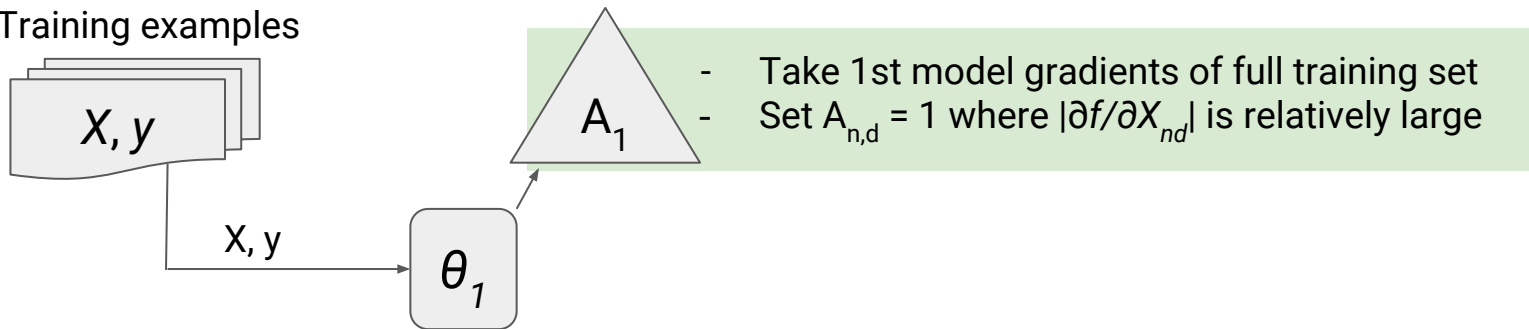 Training examples
X, y
A₁
- Take 1st model gradients of full training set
- Set Aₙ,d = 1 where |∂f/∂Xnd| is relatively large
X, y
θ₁